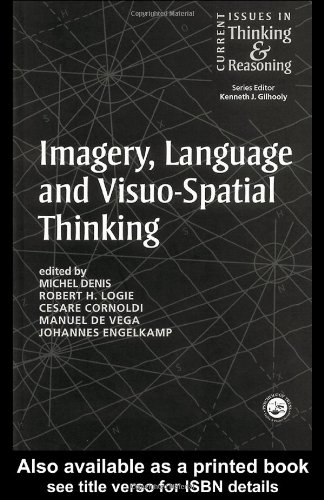 CURRENT
ISSUES IN
Thinking
&
Reasoning
Series Editor
Kenneth J. Gilhooly
Imagery, Language
and Visuo-Spatial
Thinking
edited by
MICHEL DENIS
ROBERT H. LOGIE
CESARE CORNOLDI
MANUEL DE VEGA
JOHANNES ENGELKAMP
Also available as a printed book
see title verso for ISBN details